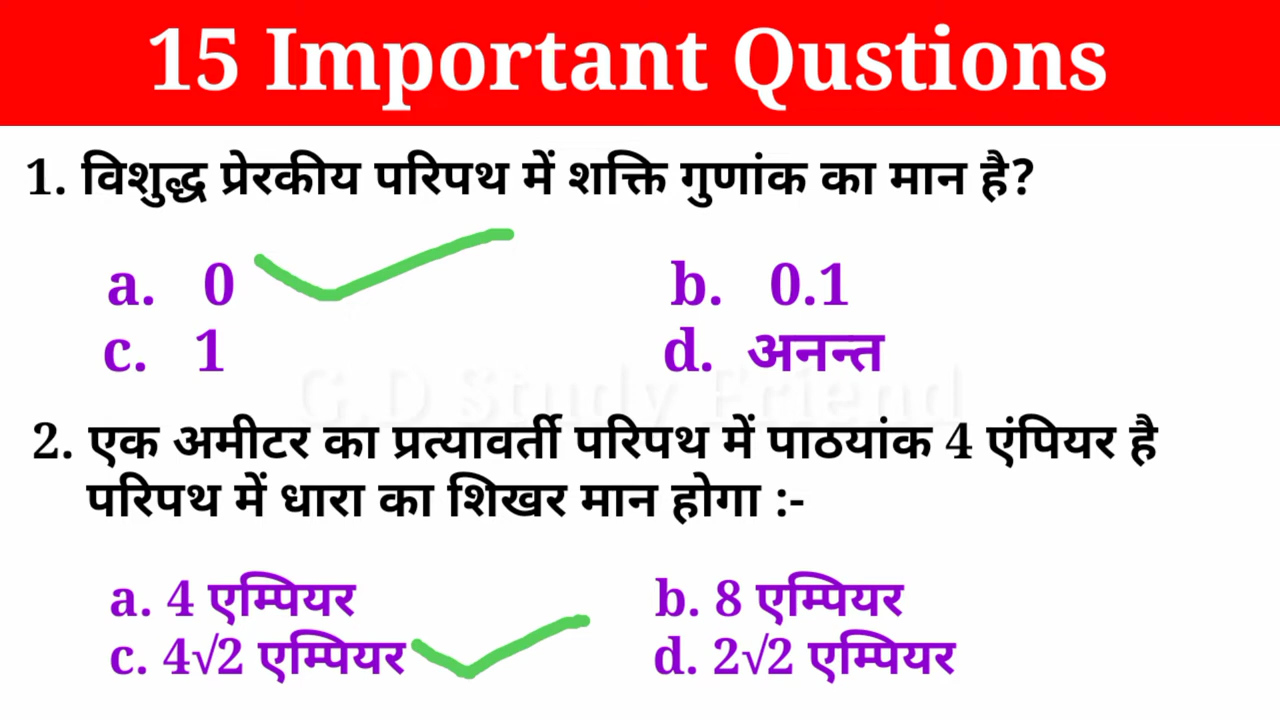 15 Important Qustions
1. विशुद्ध प्रेरकीय परिपथ में शक्ति गुणांक का मान है?
a. 0 b. 0.1
c. 1 d. अनन्त
G.D Study Friend
2. एक अमीटर का प्रत्यावर्ती परिपथ में पाठयांक 4 एंपियर है
परिपथ में धारा का शिखर मान होगा :-
a. 4 एम्पियर b. 8 एम्पियर
c. 4√2 एम्पियर d. 2√2 एम्पियर